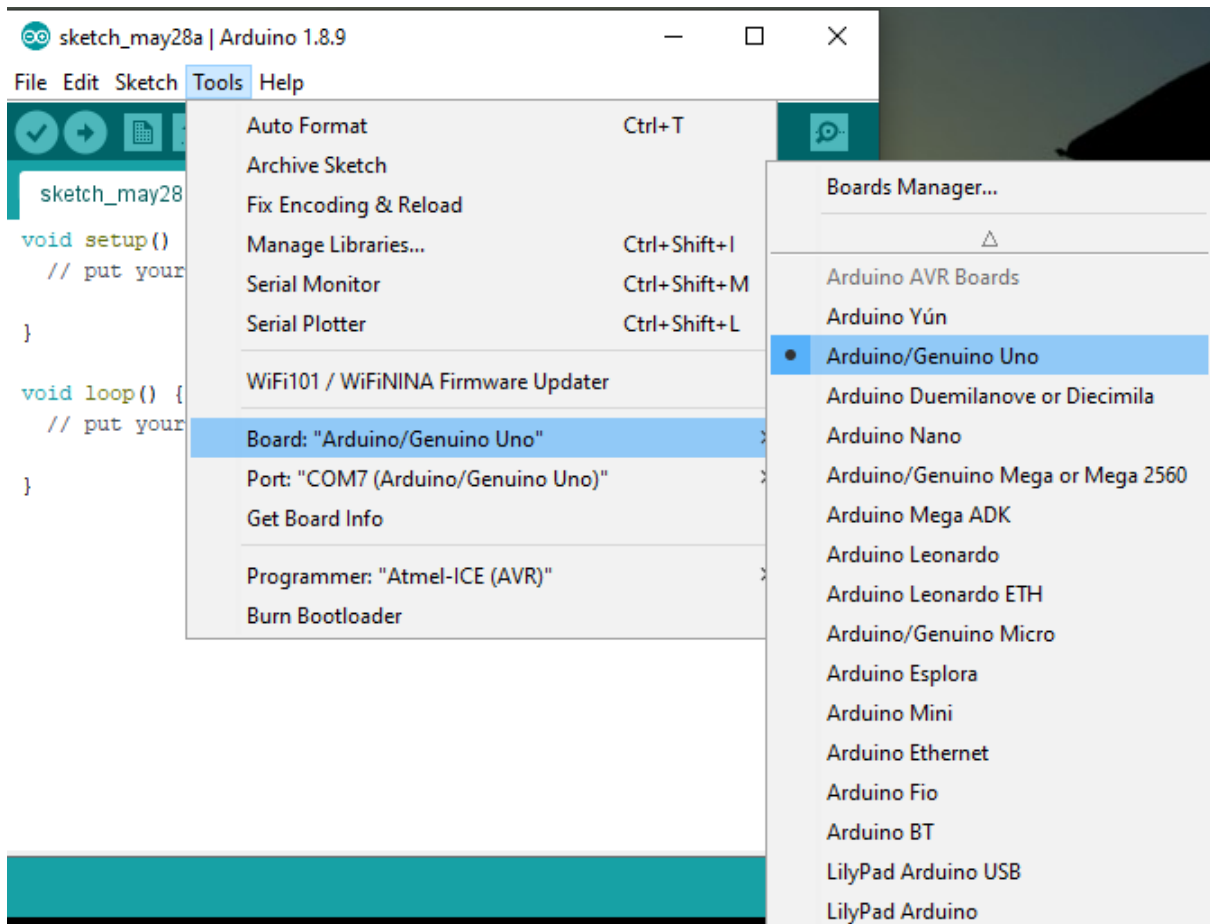 sketch_may28a | Arduino 1.8.9
File Edit Sketch Tools Help
sketch_may28
void setup()
// put your
}
void loop() {
// put your
}
Auto Format Ctrl+T
Archive Sketch
Fix Encoding & Reload
Manage Libraries... Ctrl+Shift+I
Serial Monitor Ctrl+Shift+M
Serial Plotter Ctrl+Shift+L
WiFi101 / WiFiNINA Firmware Updater
Board: "Arduino/Genuino Uno"
Port: "COM7 (Arduino/Genuino Uno)"
Get Board Info
Programmer: "Atmel-ICE (AVR)"
Burn Bootloader
Boards Manager...
Arduino AVR Boards
Arduino Yún
Arduino/Genuino Uno
Arduino Duemilanove or Diecimila
Arduino Nano
Arduino/Genuino Mega or Mega 2560
Arduino Mega ADK
Arduino Leonardo
Arduino Leonardo ETH
Arduino/Genuino Micro
Arduino Esplora
Arduino Mini
Arduino Ethernet
Arduino Fio
Arduino BT
LilyPad Arduino USB
LilyPad Arduino